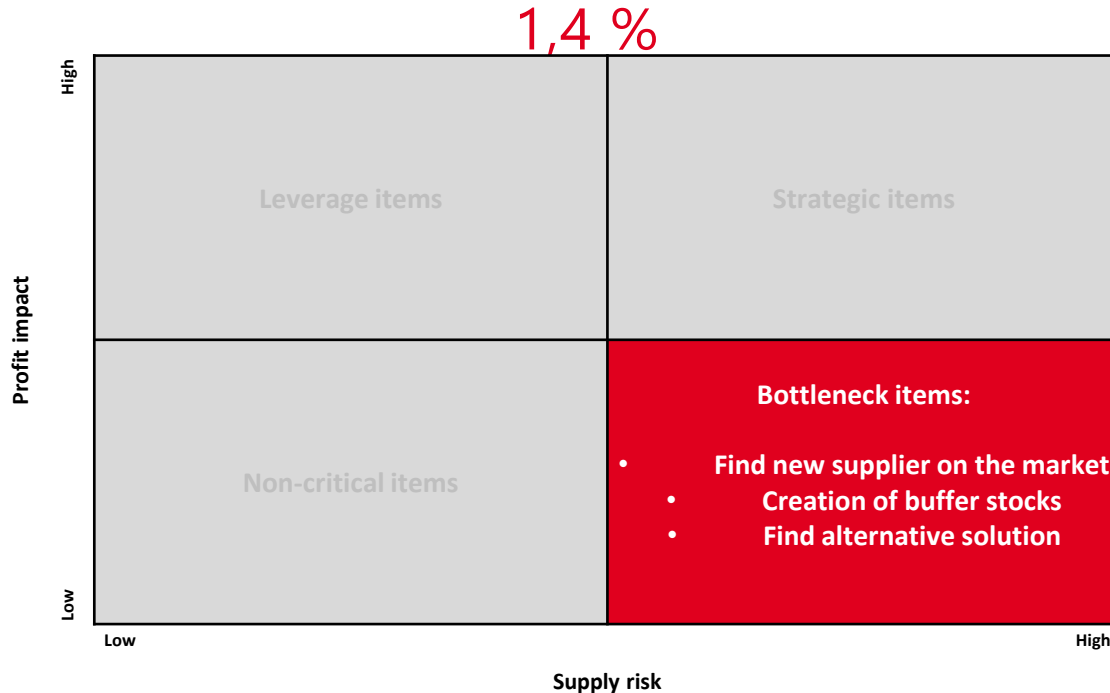 1,4 %
High
Leverage items
Strategic items
Profit impact
Bottleneck items:
Non-critical items
• Find new supplier on the market
• Creation of buffer stocks
• Find alternative solution
Low
Low
High
Supply risk